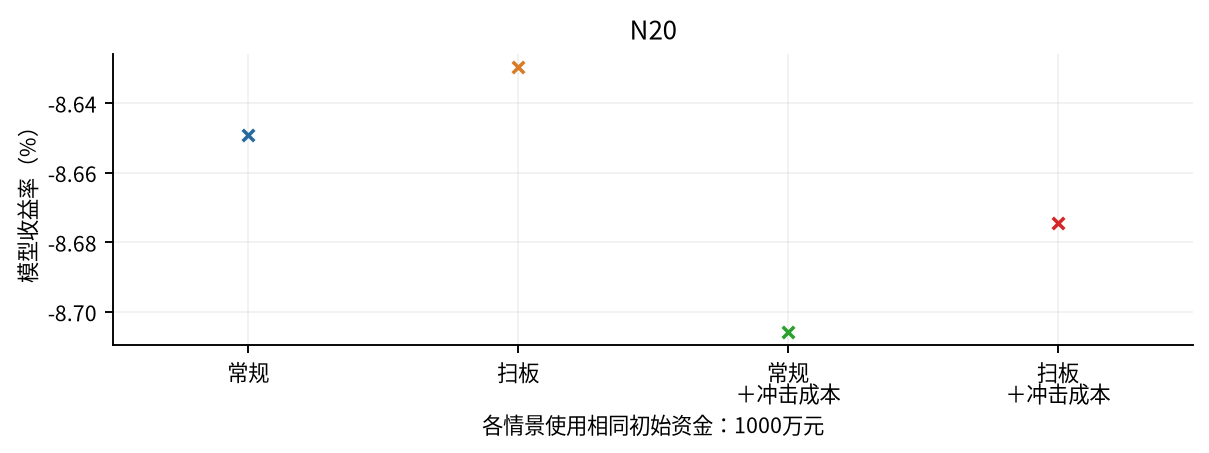 N20
模型收益率（%）
-8.64
-8.66
-8.68
-8.70
常规
扫板
常规
＋冲击成本
扫板
＋冲击成本
各情景使用相同初始资金：1000万元